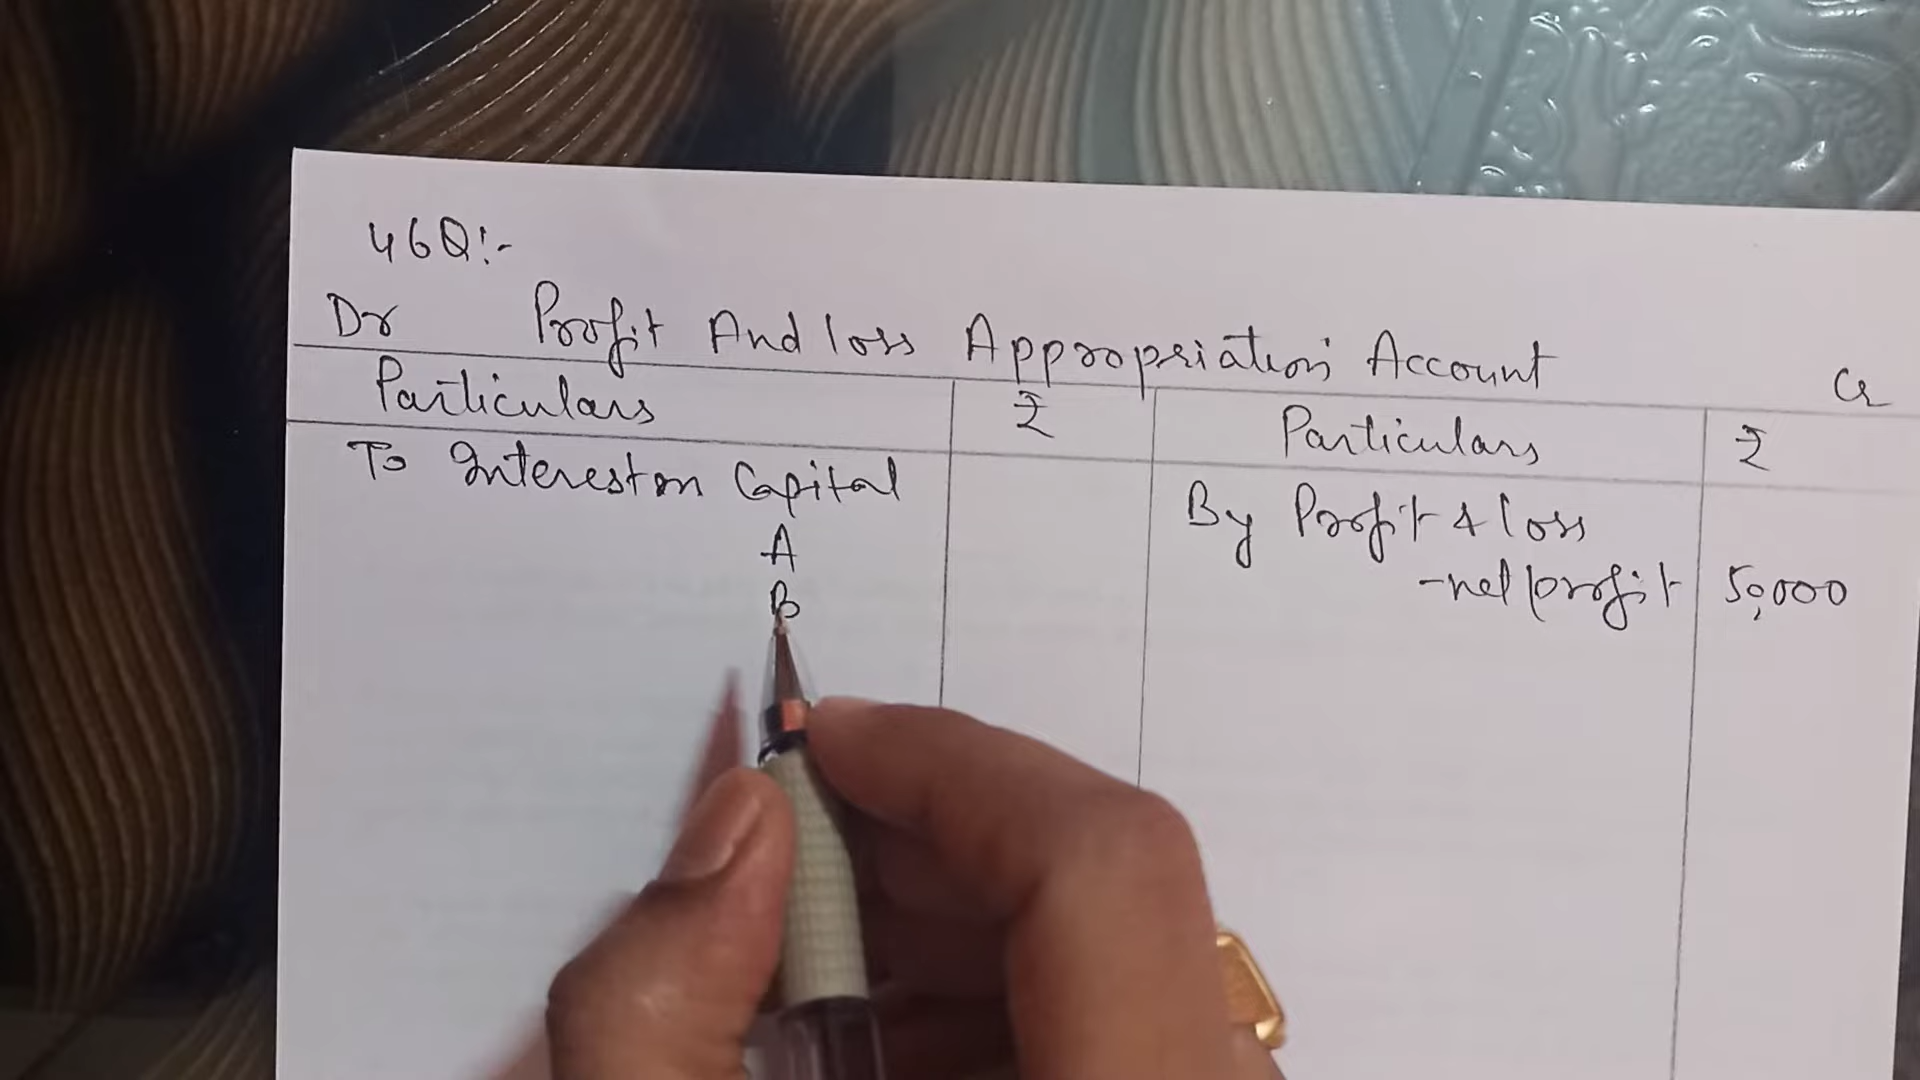 46Q:-
Dr Profit And loss Appropriation Account Cr
Particulars ₹ Particulars ₹
To Interest on Capital
By Profit & loss
A
-net profit 50,000
B